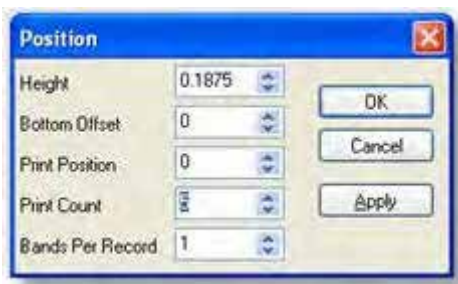 Position
Height 0.1875
OK
Bottom Offset 0
Cancel
Print Position 0
Print Count
Apply
Bands Per Record 1